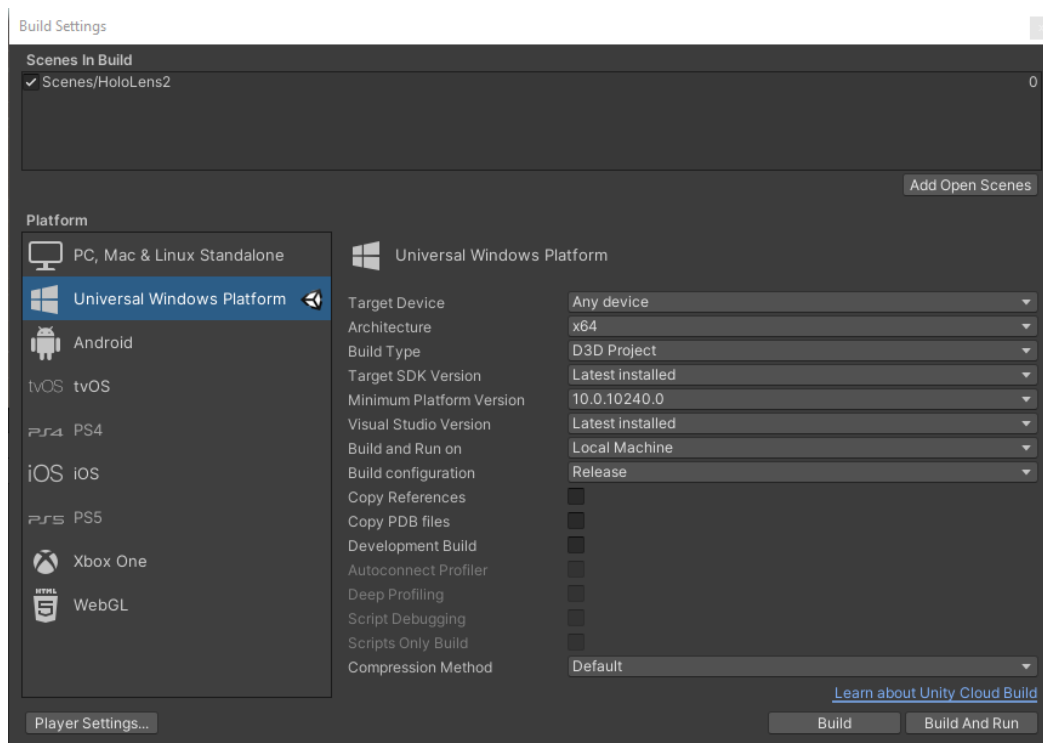 Build Settings
Scenes In Build
Scenes/HoloLens2 0
Add Open Scenes
Platform
PC, Mac & Linux Standalone
Universal Windows Platform
Android
tvOS tvOS
PS4 PS4
iOS iOS
PS5 PS5
Xbox One
HTML 5 WebGL
Universal Windows Platform
Target Device Any device
Architecture x64
Build Type D3D Project
Target SDK Version Latest installed
Minimum Platform Version 10.0.10240.0
Visual Studio Version Latest installed
Build and Run on Local Machine
Build configuration Release
Copy References
Copy PDB files
Development Build
Autoconnect Profiler
Deep Profiling
Script Debugging
Scripts Only Build
Compression Method Default
Learn about Unity Cloud Build
Player Settings... Build Build And Run